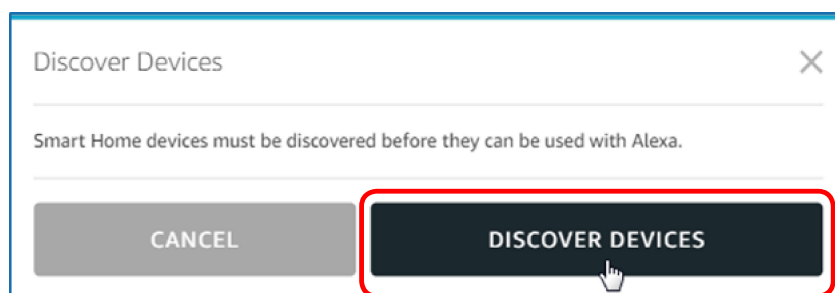 Discover Devices
Smart Home devices must be discovered before they can be used with Alexa.
CANCEL
DISCOVER DEVICES